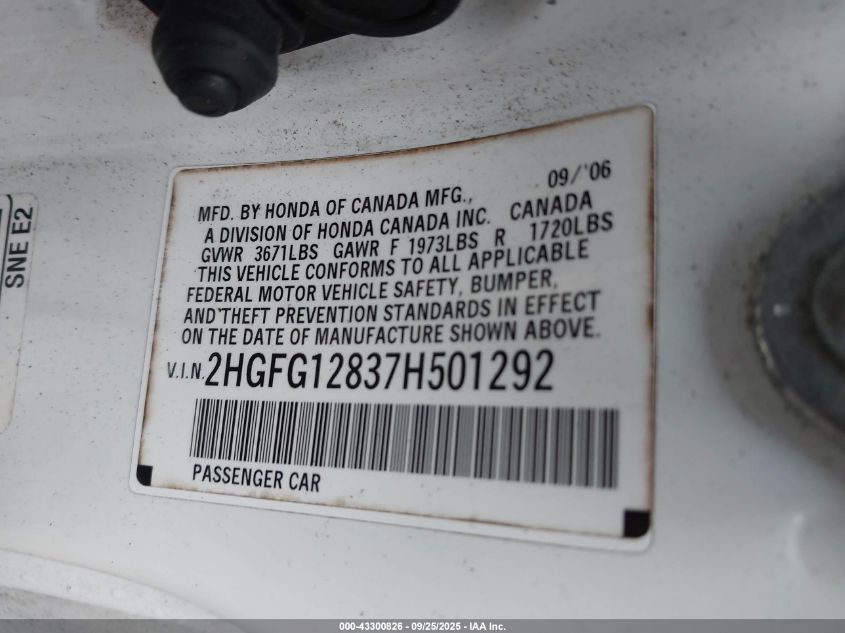 09/'06
MFD. BY HONDA OF CANADA MFG.,
A DIVISION OF HONDA CANADA INC. CANADA
GVWR 3671LBS GAWR F 1973LBS R 1720LBS
THIS VEHICLE CONFORMS TO ALL APPLICABLE
FEDERAL MOTOR VEHICLE SAFETY, BUMPER,
AND THEFT PREVENTION STANDARDS IN EFFECT
ON THE DATE OF MANUFACTURE SHOWN ABOVE.
V.I.N. 2HGFG12837H501292
PASSENGER CAR
SNE E2
000-43300826 - 09/25/2025 - IAA Inc.